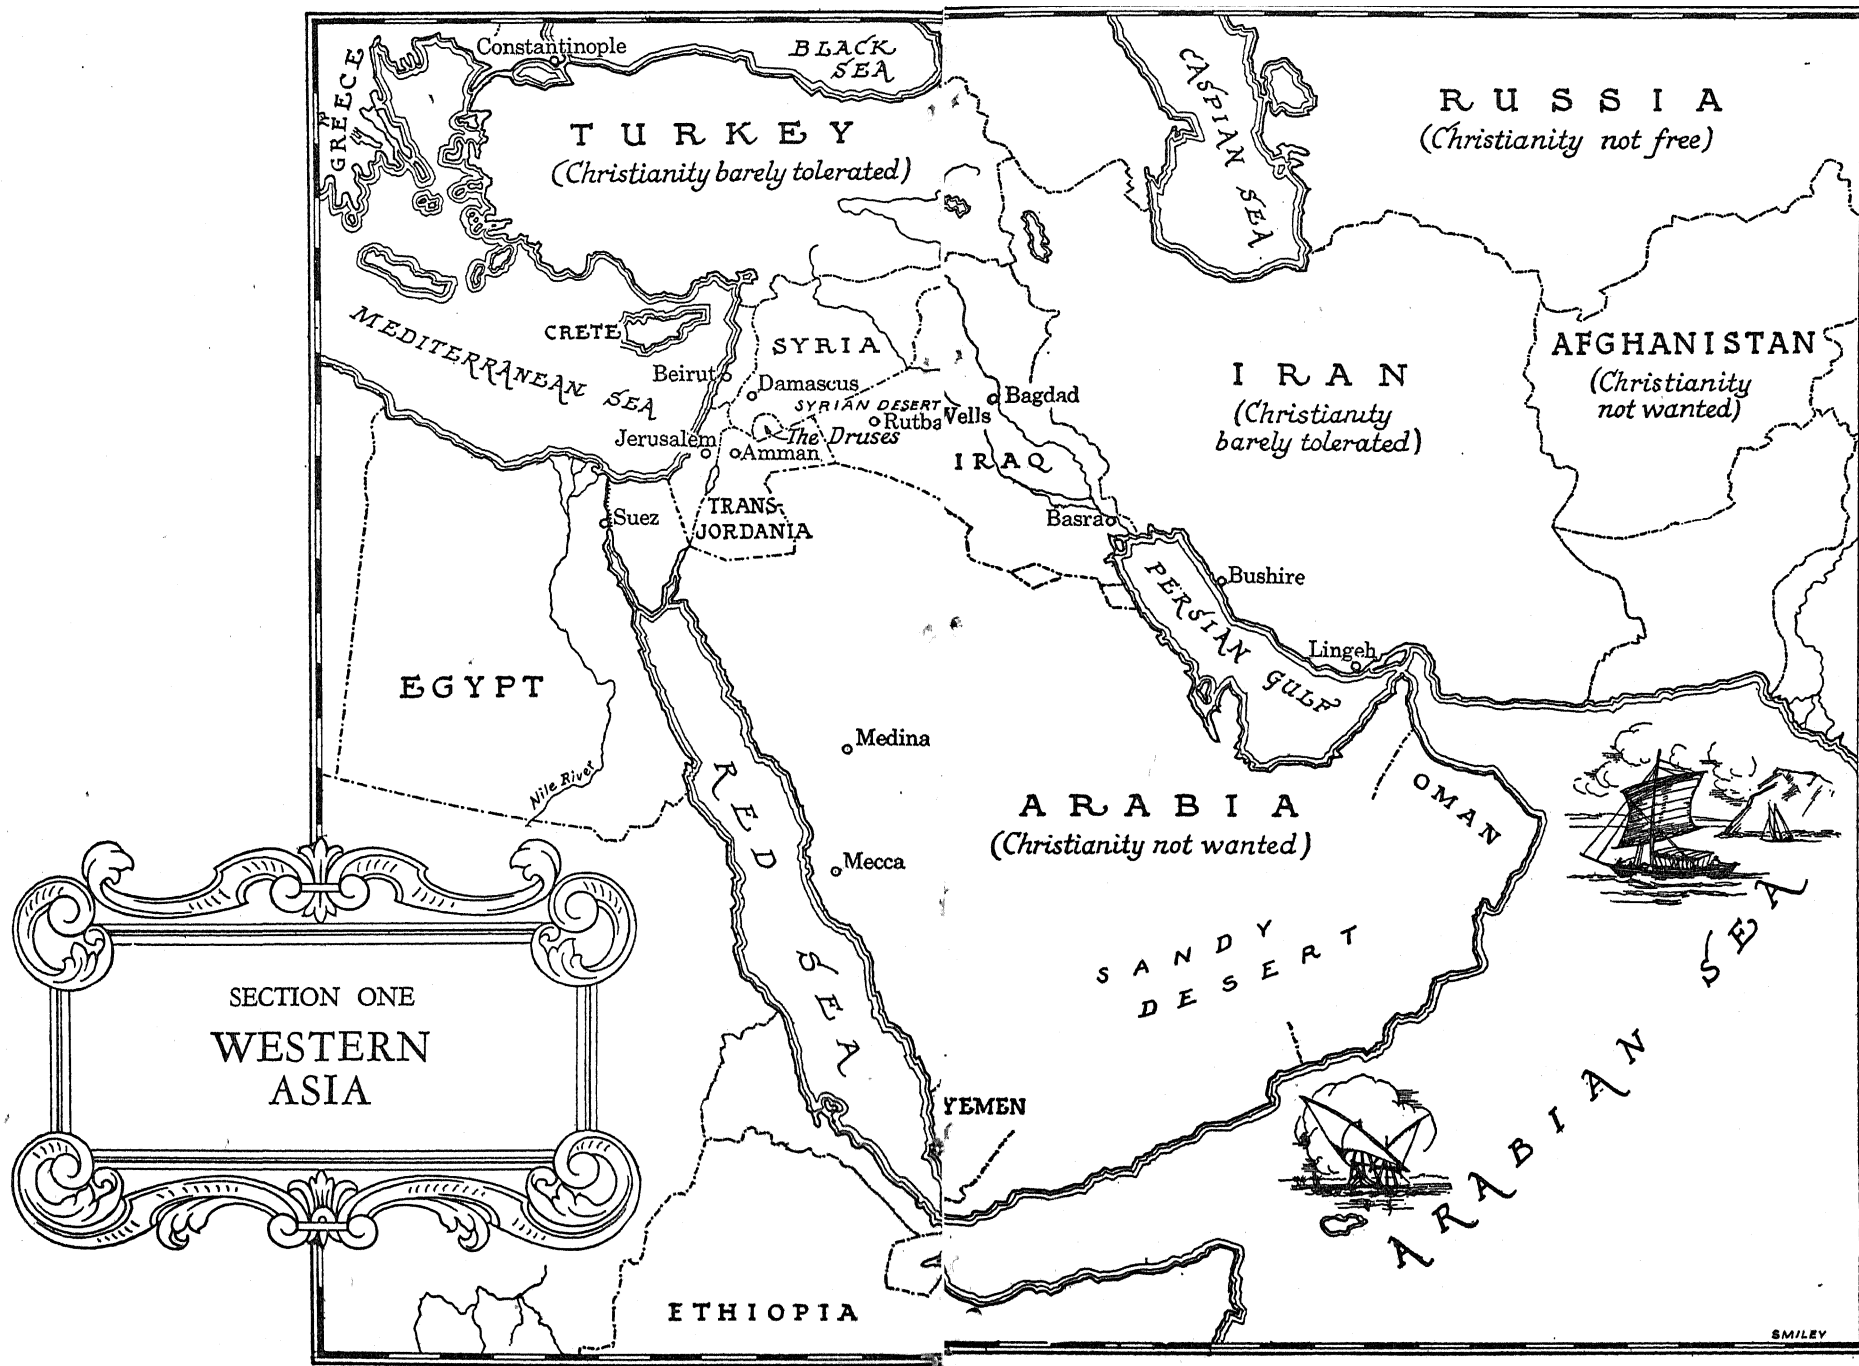 Constantinople
BLACK
SEA
GREECE
TURKEY
(Christianity barely tolerated)
CASPIAN SEA
RUSSIA
(Christianity not free)
MEDITERRANEAN SEA
CRETE
SYRIA
Beirut
Damascus
SYRIAN DESERT
Rutba Wells
The Druses
Jerusalem
Amman
Bagdad
IRAQ
IRAN
(Christianity
barely tolerated)
AFGHANISTAN
(Christianity
not wanted)
Suez
TRANS-
JORDANIA
Basra
PERSIAN GULF
Bushire
Lingeh
EGYPT
Nile River
Medina
RED SEA
Mecca
ARABIA
(Christianity not wanted)
OMAN
SANDY
DESERT
ARABIAN SEA
YEMEN
ETHIOPIA
SECTION ONE
WESTERN
ASIA
SMILEY